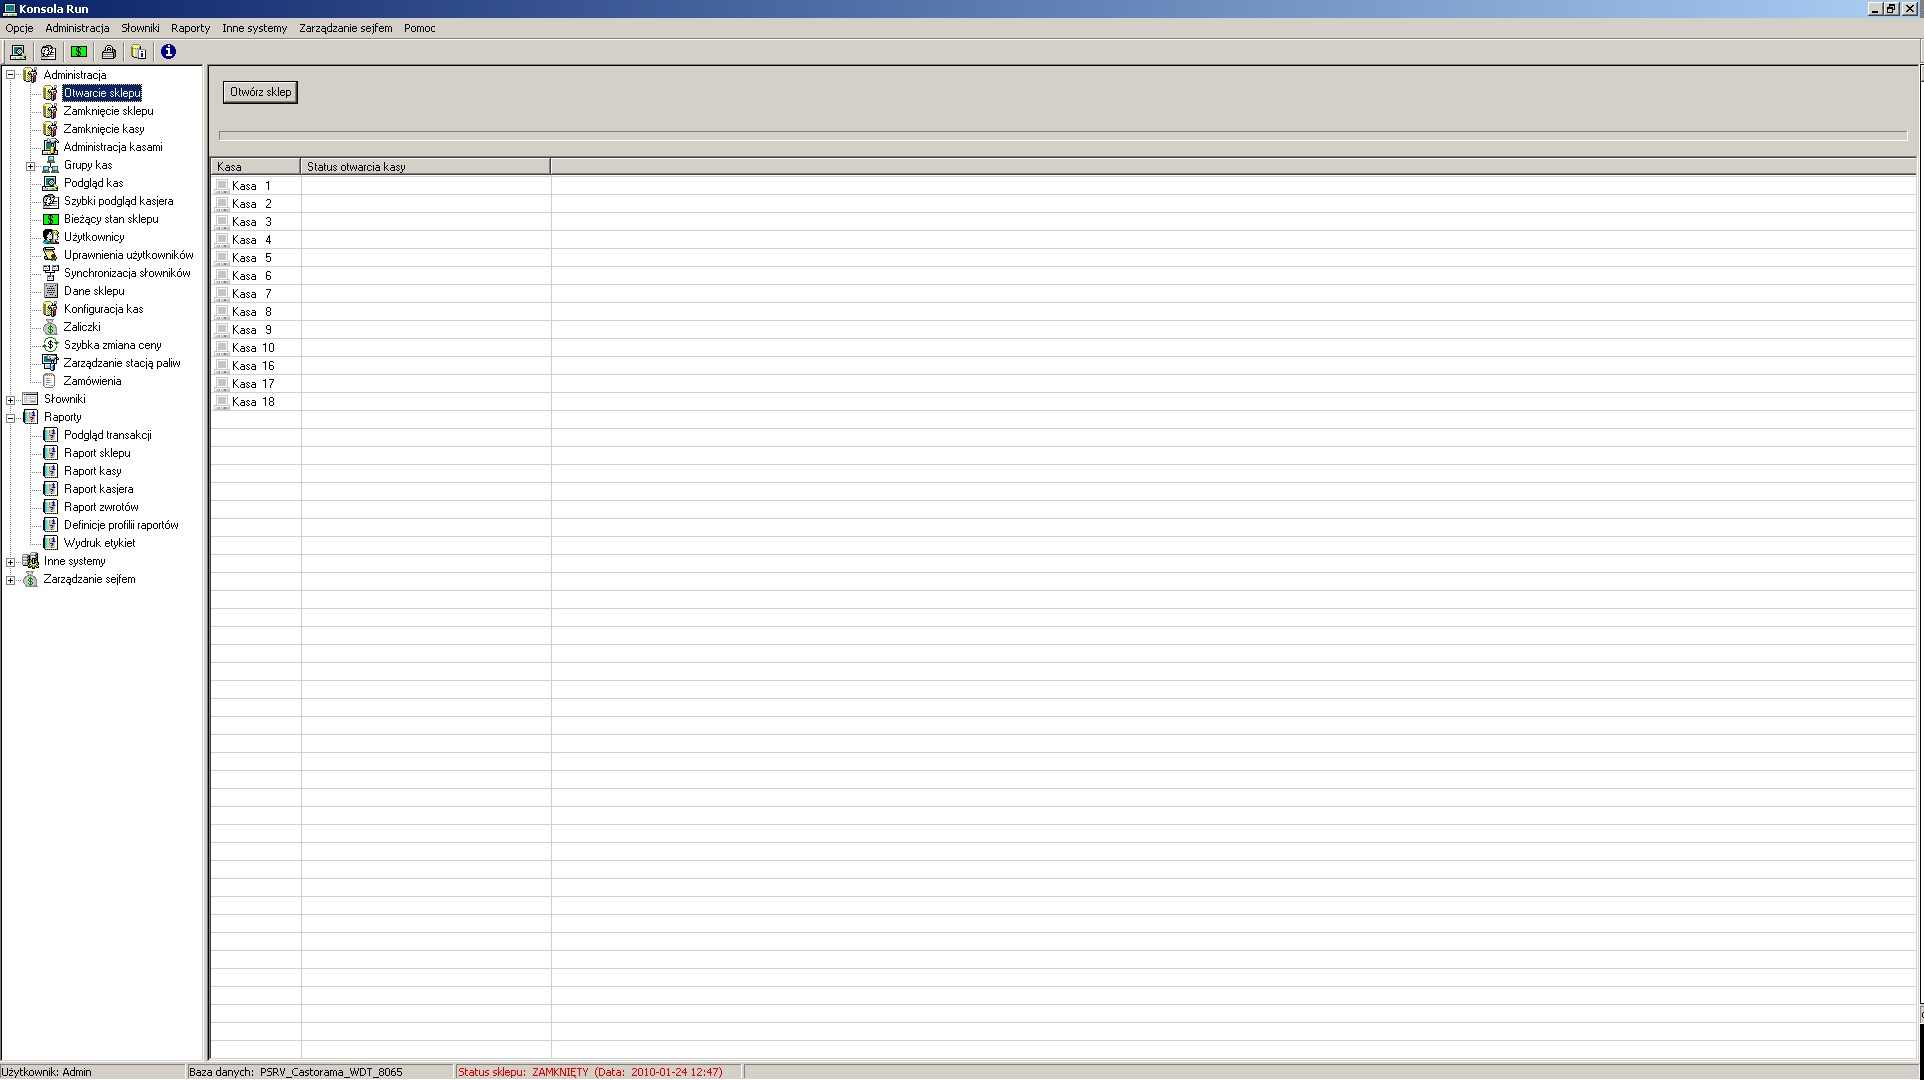 Konsola Run
Opcje Administracja Słowniki Raporty Inne systemy Zarządzanie sejfem Pomoc
Administracja
Otwarcie sklepu
Zamknięcie sklepu
Zamknięcie kasy
Administracja kasami
Grupy kas
Podgląd kas
Szybki podgląd kasjera
Bieżący stan sklepu
Użytkownicy
Uprawnienia użytkowników
Synchronizacja słowników
Dane sklepu
Konfiguracja kas
Zaliczki
Szybka zmiana ceny
Zarządzanie stacją paliw
Zamówienia
Słowniki
Raporty
Podgląd transakcji
Raport sklepu
Raport kasy
Raport kasjera
Raport zwrotów
Definicje profilii raportów
Wydruk etykiet
Inne systemy
Zarządzanie sejfem
Otwórz sklep
Kasa Status otwarcia kasy
Kasa 1
Kasa 2
Kasa 3
Kasa 4
Kasa 5
Kasa 6
Kasa 7
Kasa 8
Kasa 9
Kasa 10
Kasa 16
Kasa 17
Kasa 18
Użytkownik: Admin Baza danych: PSRV_Castorama_WDT_8065 Status sklepu: ZAMKNIĘTY (Data: 2010-01-24 12:47)